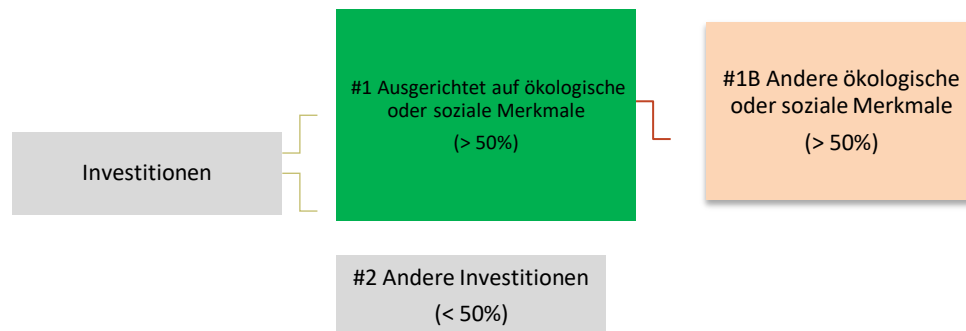 Investitionen
#1 Ausgerichtet auf ökologische
oder soziale Merkmale
(> 50%)
#1B Andere ökologische
oder soziale Merkmale
(> 50%)
#2 Andere Investitionen
(< 50%)